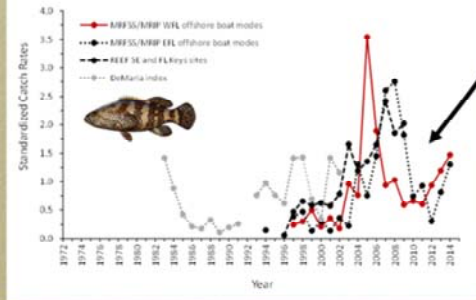 4.0
3.5
3.0
2.5
2.0
1.5
1.0
0.5
0.0
Standardized Catch Rates
MRFSS/MRIP WFL offshore boat modes
MRFSS/MRIP EFL offshore boat modes
REEF SE and FL Keys sites
DeMaria index
1972 1974 1976 1978 1980 1982 1984 1986 1988 1990 1992 1994 1996 1998 2000 2002 2004 2006 2008 2010 2012 2014
Year